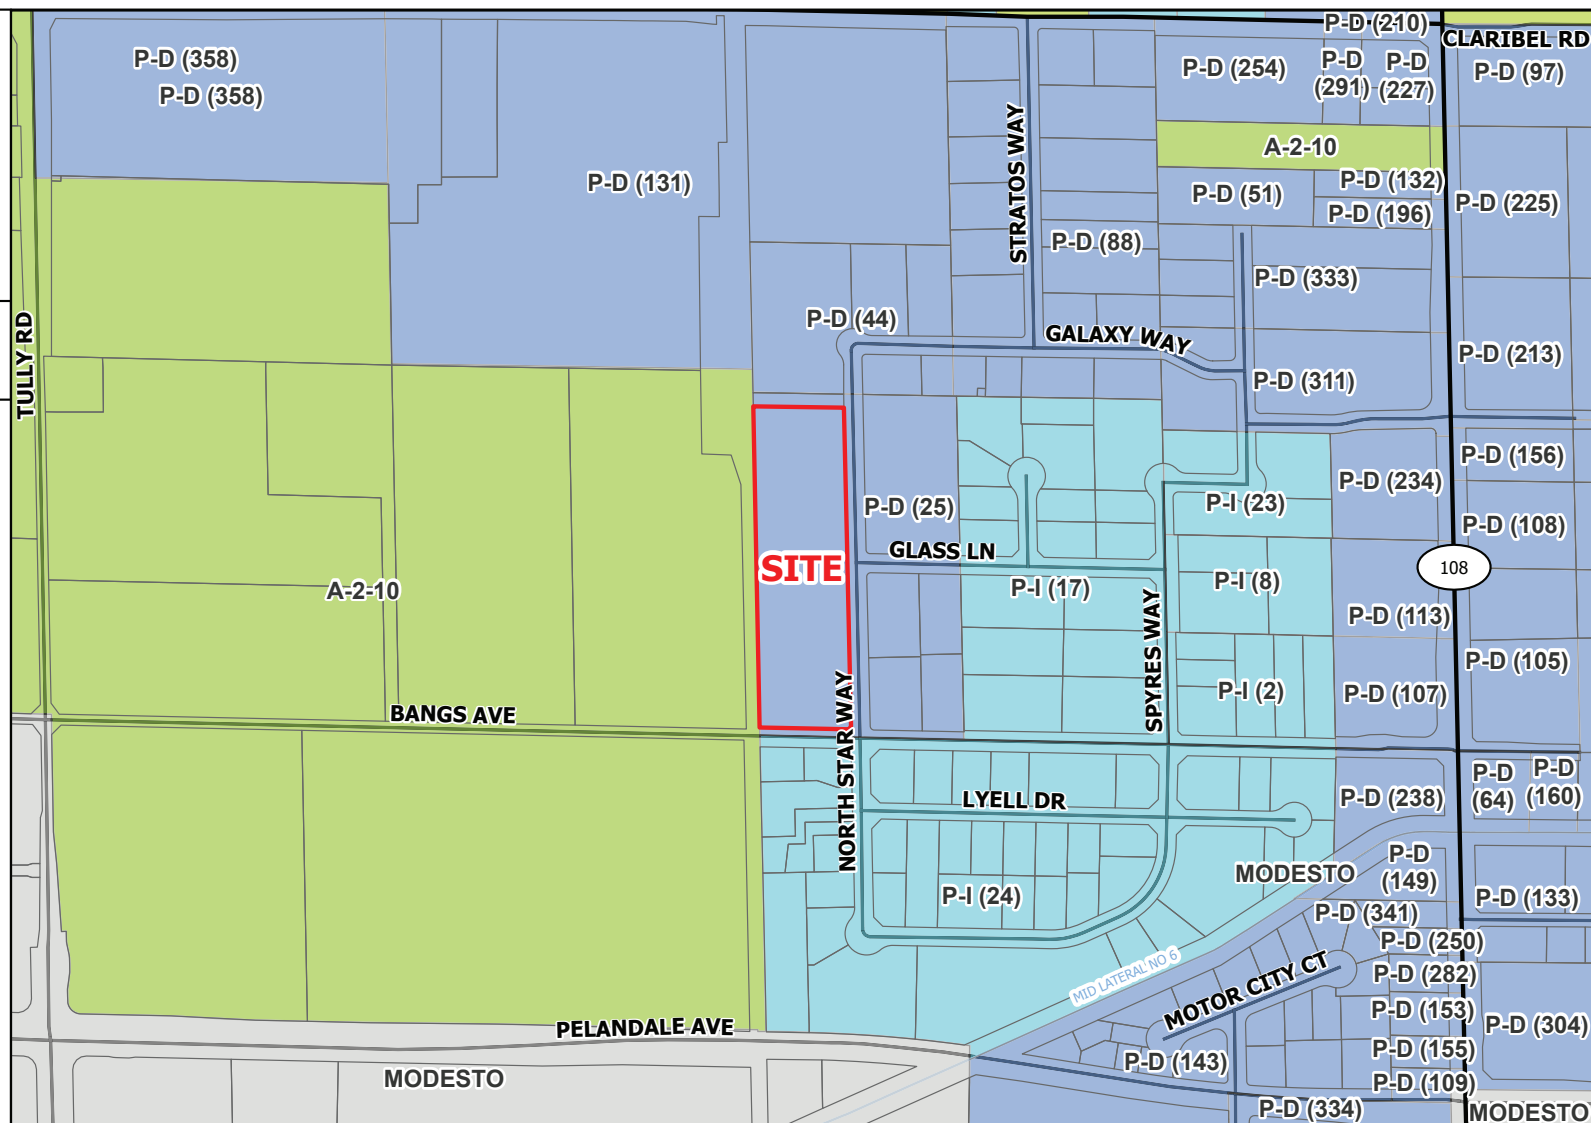 P-D (210)
CLARIBEL RD
P-D (358)
P-D (254)
P-D
(291)
P-D
(227)
P-D (97)
P-D (358)
A-2-10
STRATOS WAY
P-D (131)
P-D (132)
P-D (51)
P-D (225)
P-D (196)
P-D (88)
P-D (333)
P-D (44)
GALAXY WAY
TULLY RD
P-D (213)
P-D (311)
P-D (156)
P-D (234)
P-I (23)
P-D (25)
P-D (108)
GLASS LN
SITE
108
P-I (17)
P-I (8)
A-2-10
P-D (113)
SPYRES WAY
P-D (105)
P-I (2)
P-D (107)
BANGS AVE
NORTH STAR WAY
P-D
(64)
P-D
(160)
P-D (238)
LYELL DR
P-D
(149)
MODESTO
P-I (24)
P-D (133)
P-D (341)
P-D (250)
MID LATERAL NO 6
P-D (282)
MOTOR CITY CT
P-D (153)
P-D (304)
PELANDALE AVE
P-D (155)
P-D (143)
MODESTO
P-D (109)
P-D (334)
MODESTO